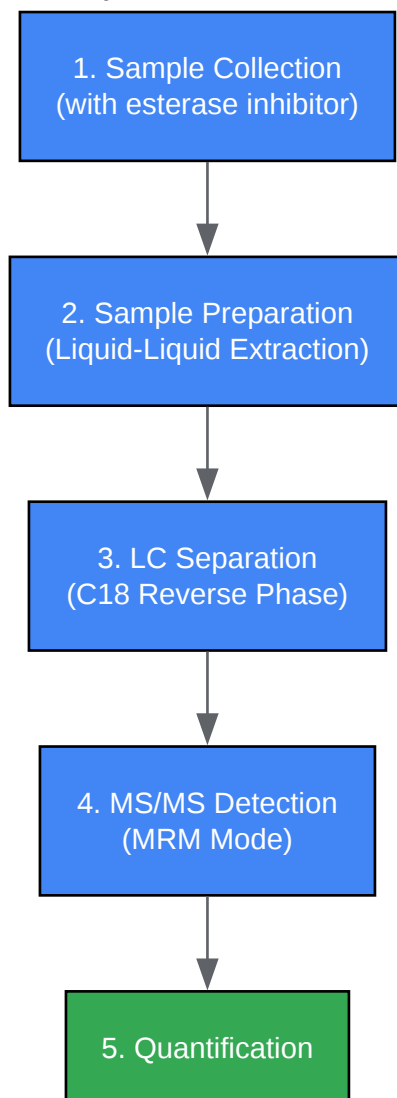 1. Sample Collection
(with esterase inhibitor)
2. Sample Preparation
(Liquid-Liquid Extraction)
3. LC Separation
(C18 Reverse Phase)
4. MS/MS Detection
(MRM Mode)
5. Quantification